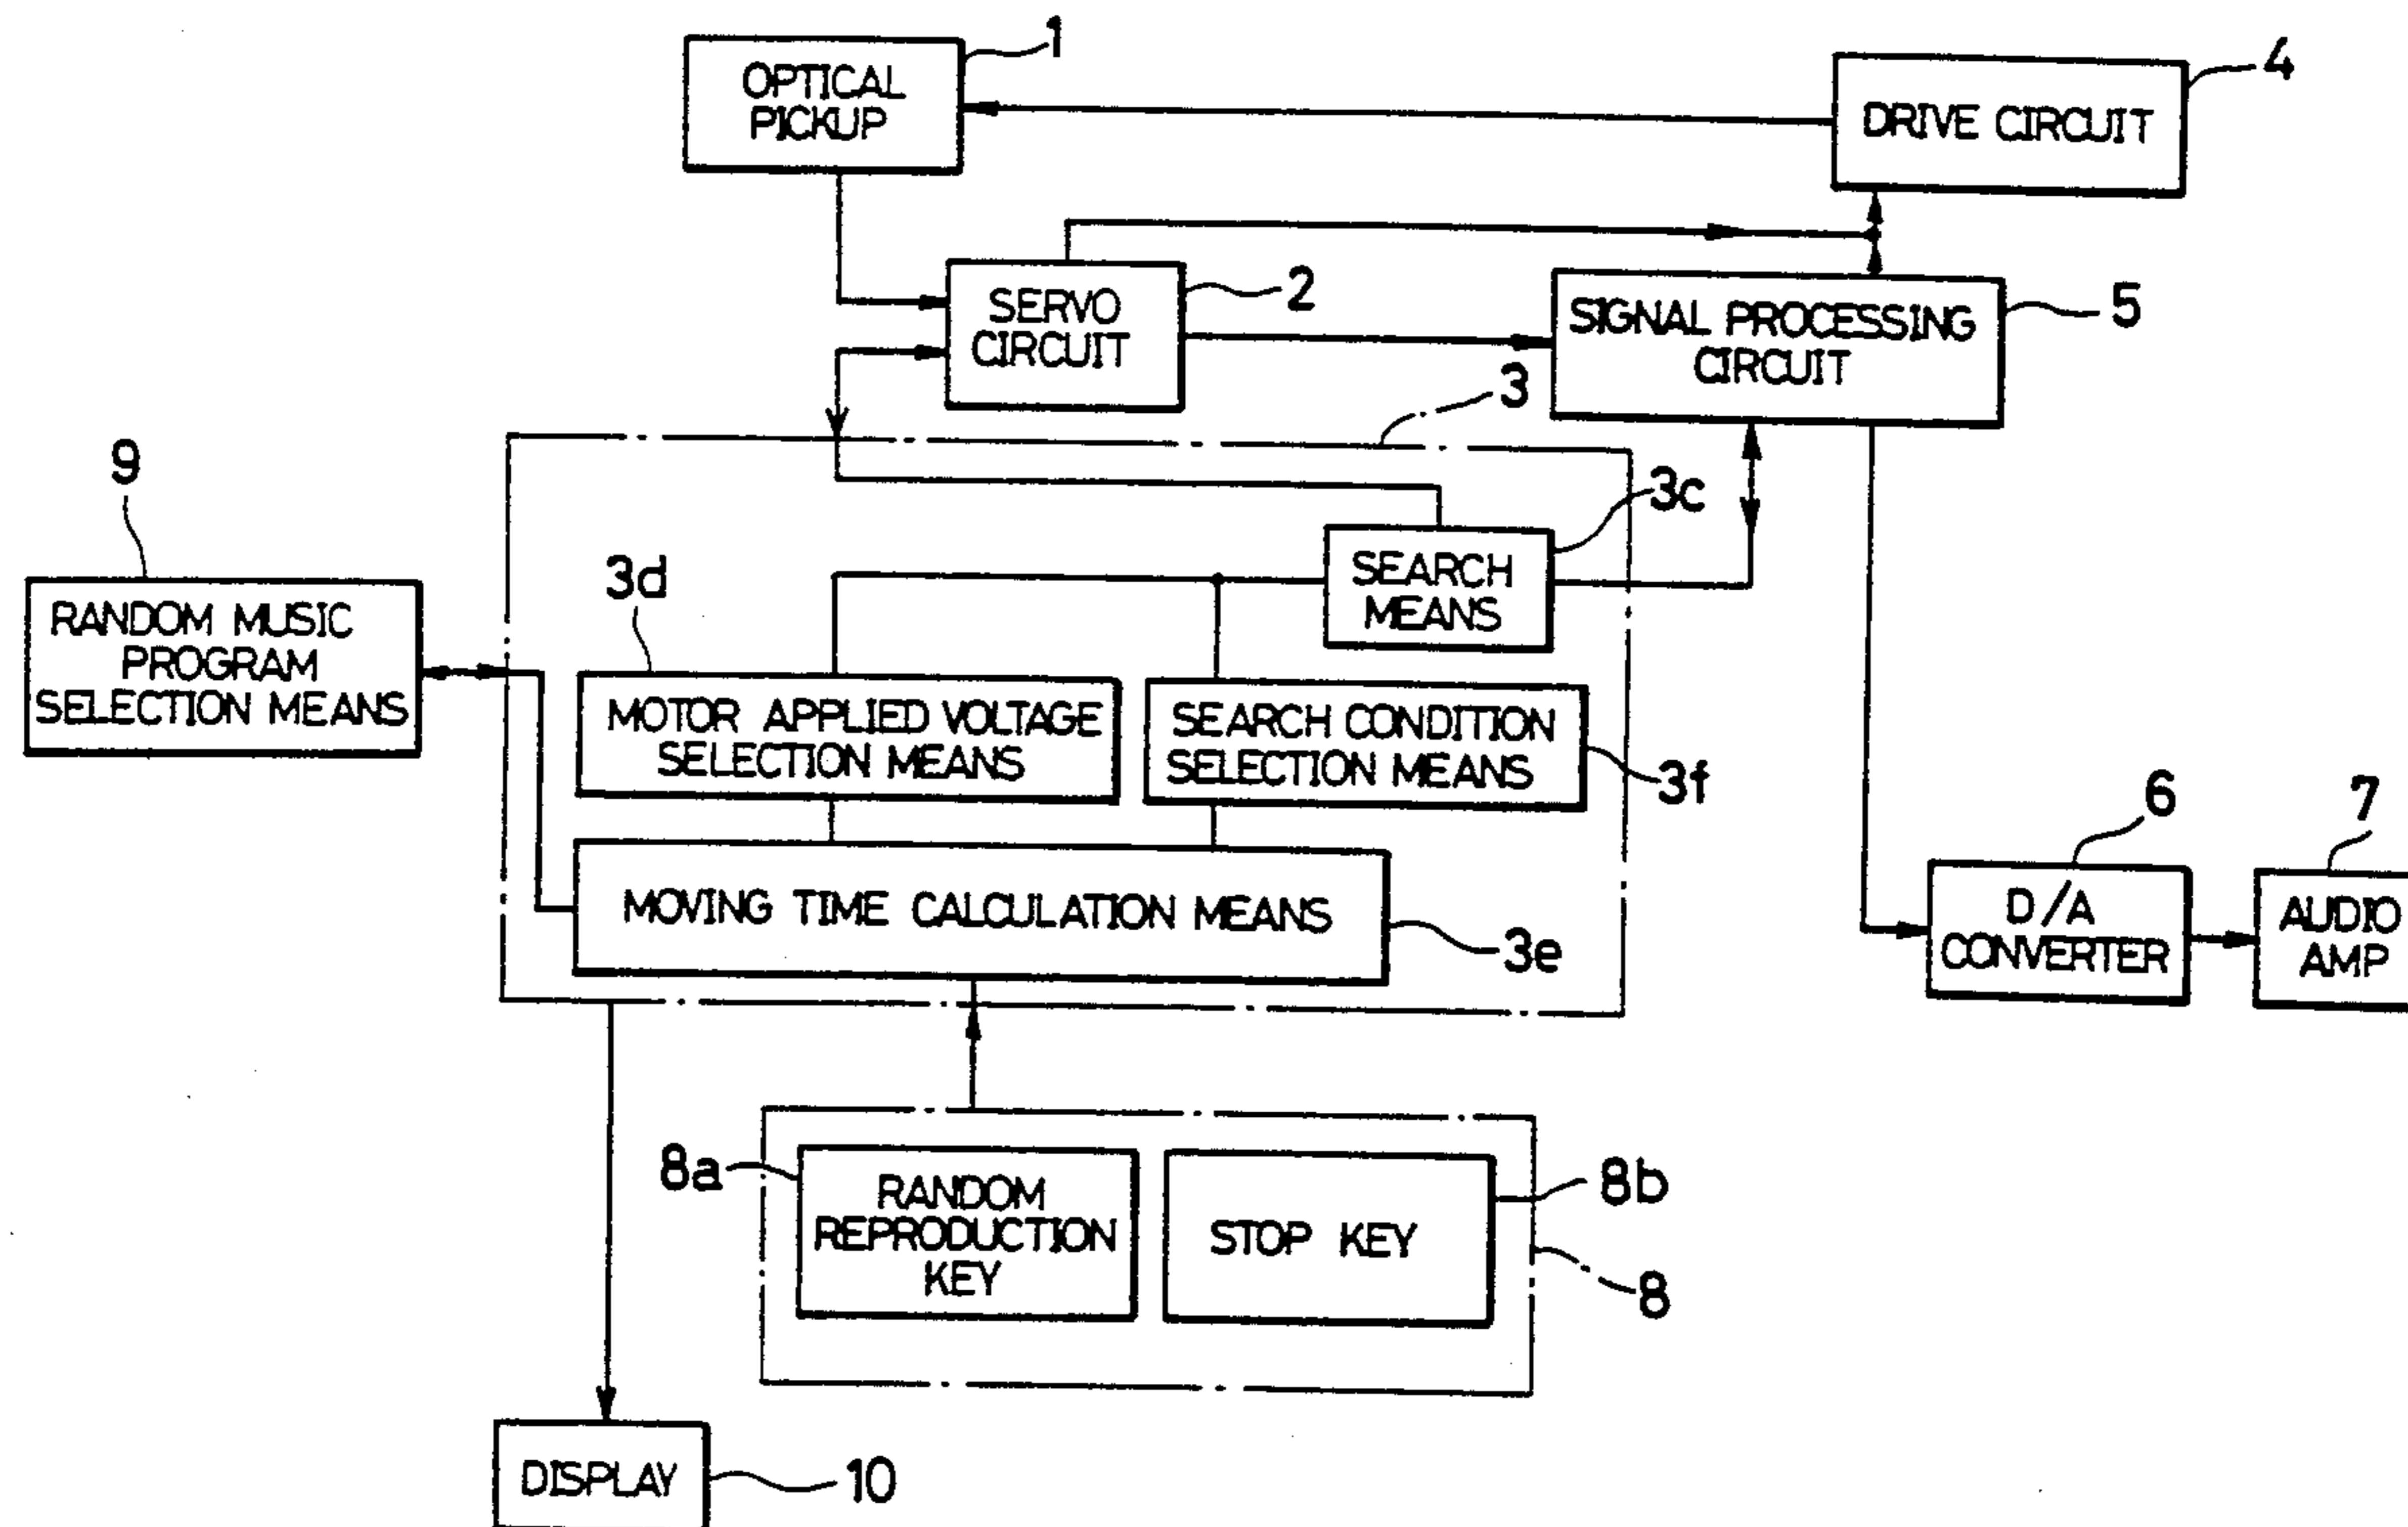 1
OPTICAL
PICKUP
4
DRIVE CIRCUIT
2
SERVO
CIRCUIT
5
SIGNAL PROCESSING
CIRCUIT
3
9
RANDOM MUSIC
PROGRAM
SELECTION MEANS
3c
SEARCH
MEANS
3d
MOTOR APPLIED VOLTAGE
SELECTION MEANS
SEARCH CONDITION
SELECTION MEANS
3f
MOVING TIME CALCULATION MEANS
3e
6
D/A
CONVERTER
7
AUDIO
AMP
8a
RANDOM
REPRODUCTION
KEY
STOP KEY
8b
8
DISPLAY
10